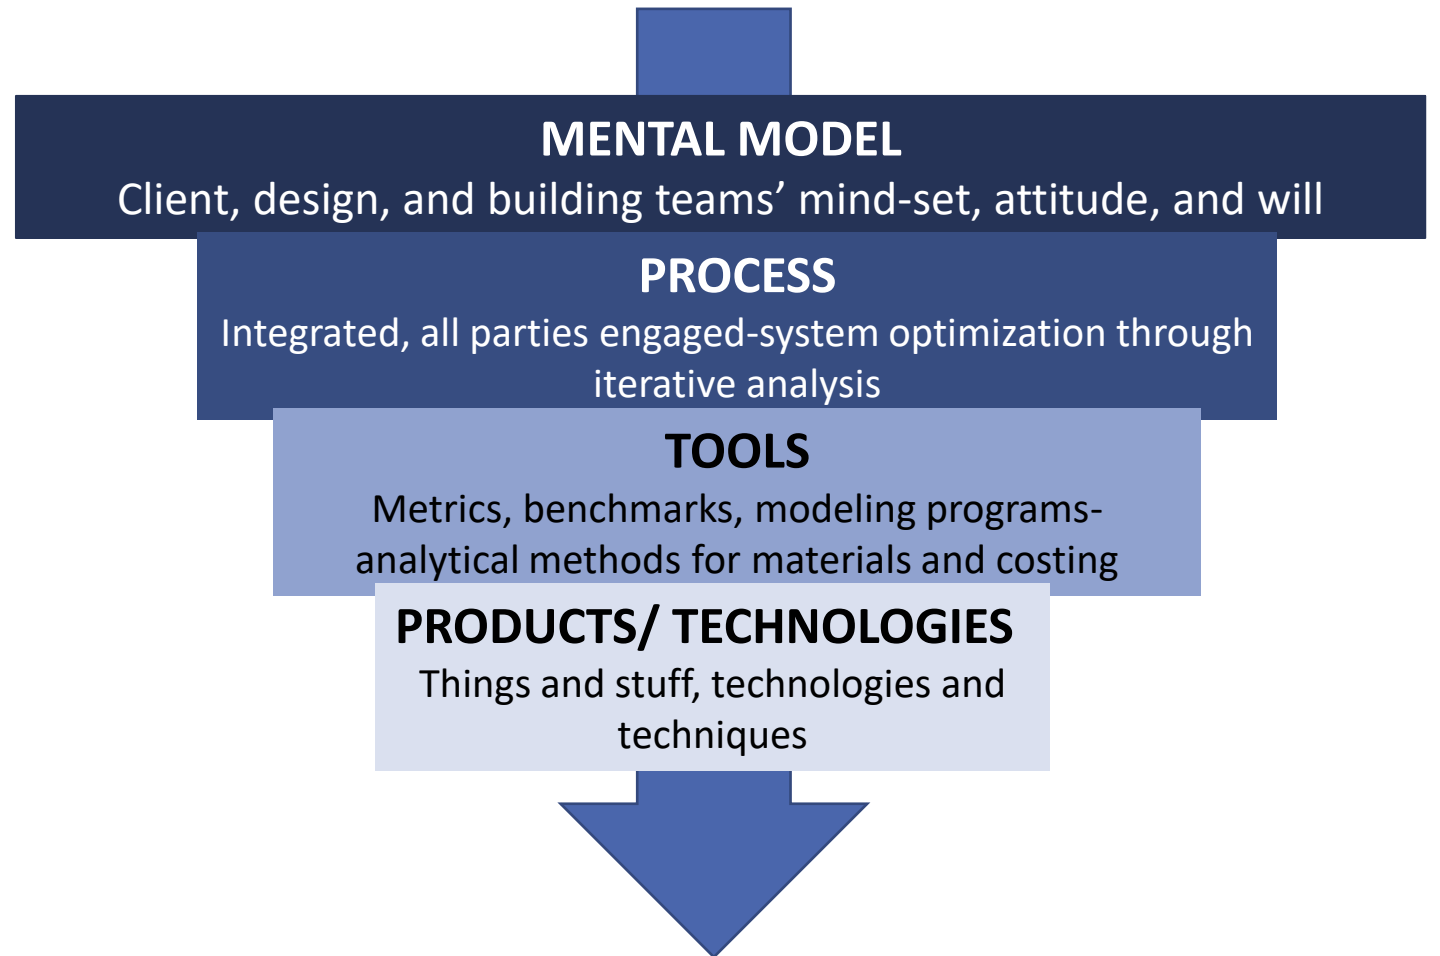 MENTAL MODEL
Client, design, and building teams’ mind-set, attitude, and will
PROCESS
Integrated, all parties engaged-system optimization through
iterative analysis
TOOLS
Metrics, benchmarks, modeling programs-
analytical methods for materials and costing
PRODUCTS/ TECHNOLOGIES
Things and stuff, technologies and
techniques